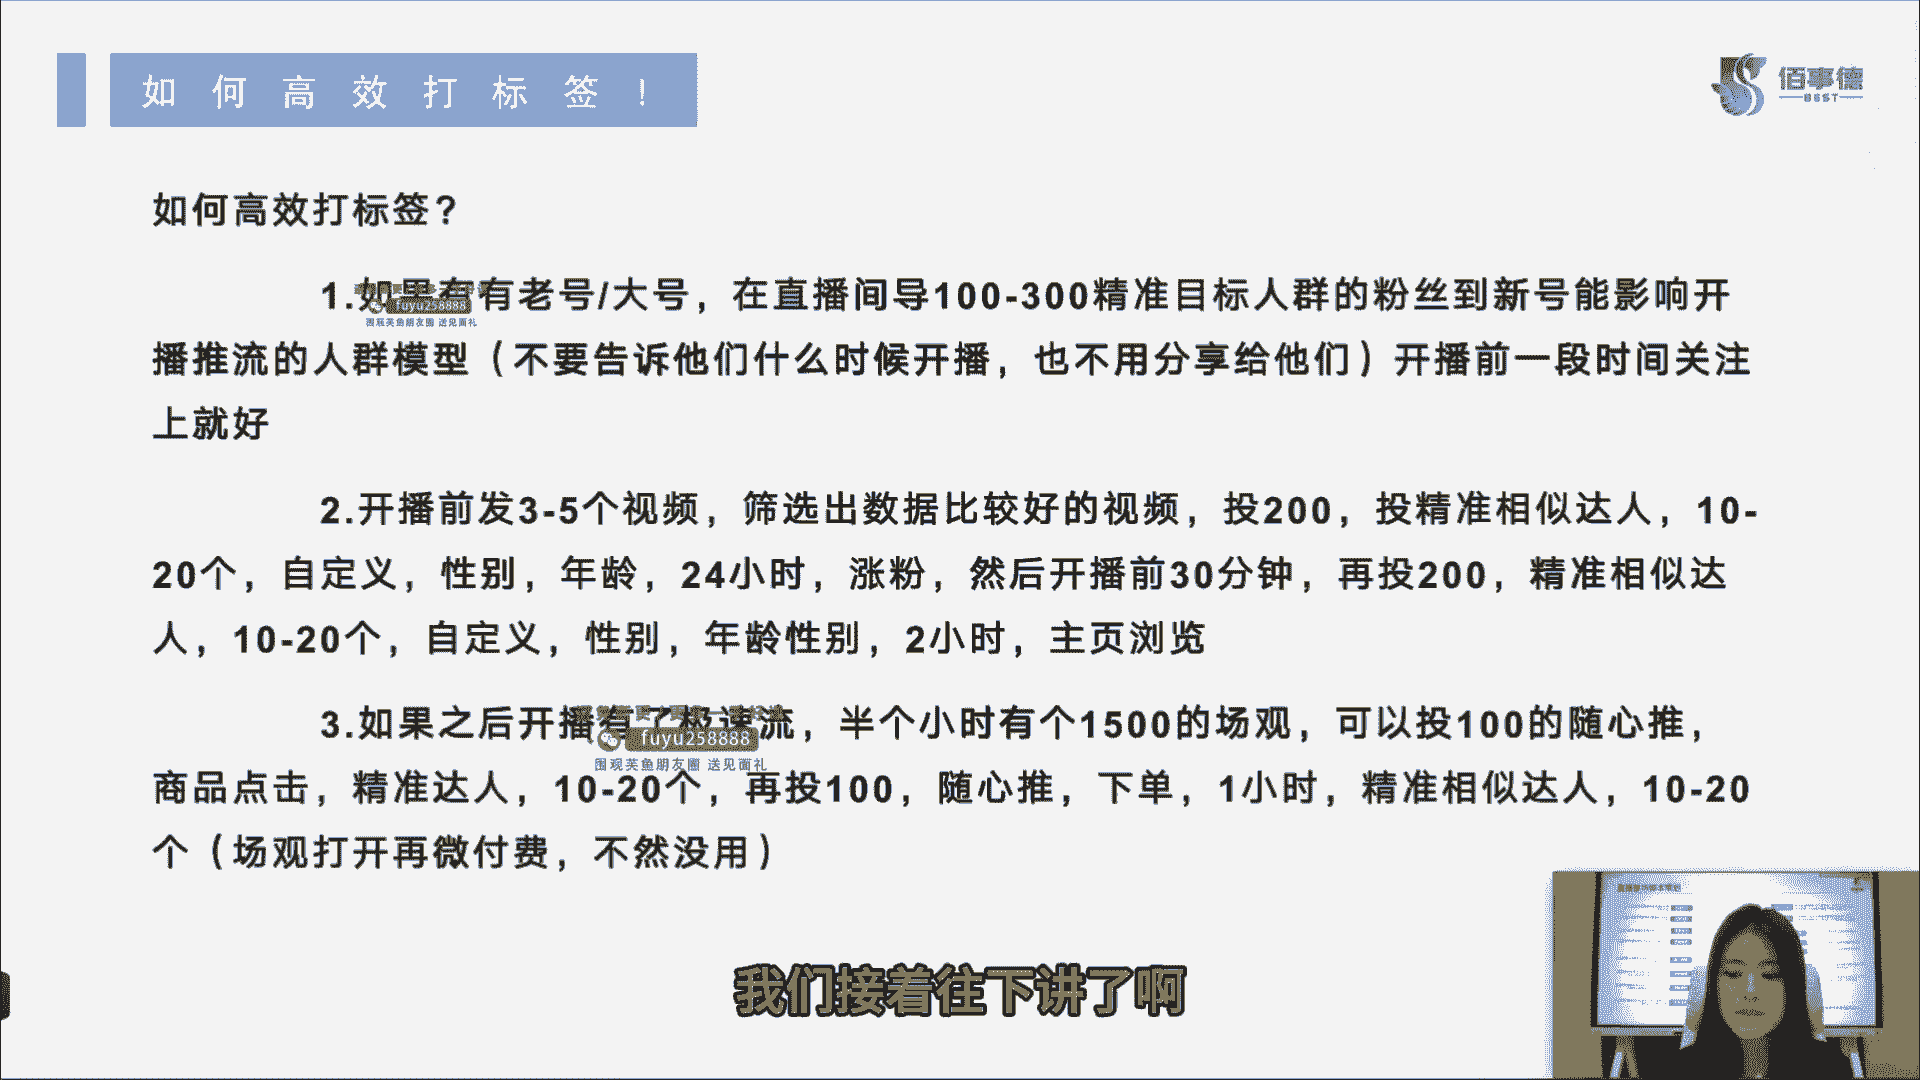 如何高效打标签！
佰事德
BEST
如何高效打标签？
1.如果有有老号/大号，在直播间导100-300精准目标人群的粉丝到新号能影响开
fuyu258888
围观芙鱼朋友圈 送见面礼
播推流的人群模型（不要告诉他们什么时候开播，也不用分享给他们）开播前一段时间关注
上就好
2.开播前发3-5个视频，筛选出数据比较好的视频，投200，投精准相似达人，10-
20个，自定义，性别，年龄，24小时，涨粉，然后开播前30分钟，再投200，精准相似达
人，10-20个，自定义，性别，年龄性别，2小时，主页浏览
3.如果之后开播有了极速流，半个小时有个1500的场观，可以投100的随心推，
fuyu258888
围观芙鱼朋友圈 送见面礼
商品点击，精准达人，10-20个，再投100，随心推，下单，1小时，精准相似达人，10-20
个（场观打开再微付费，不然没用）
我们接着往下讲了啊